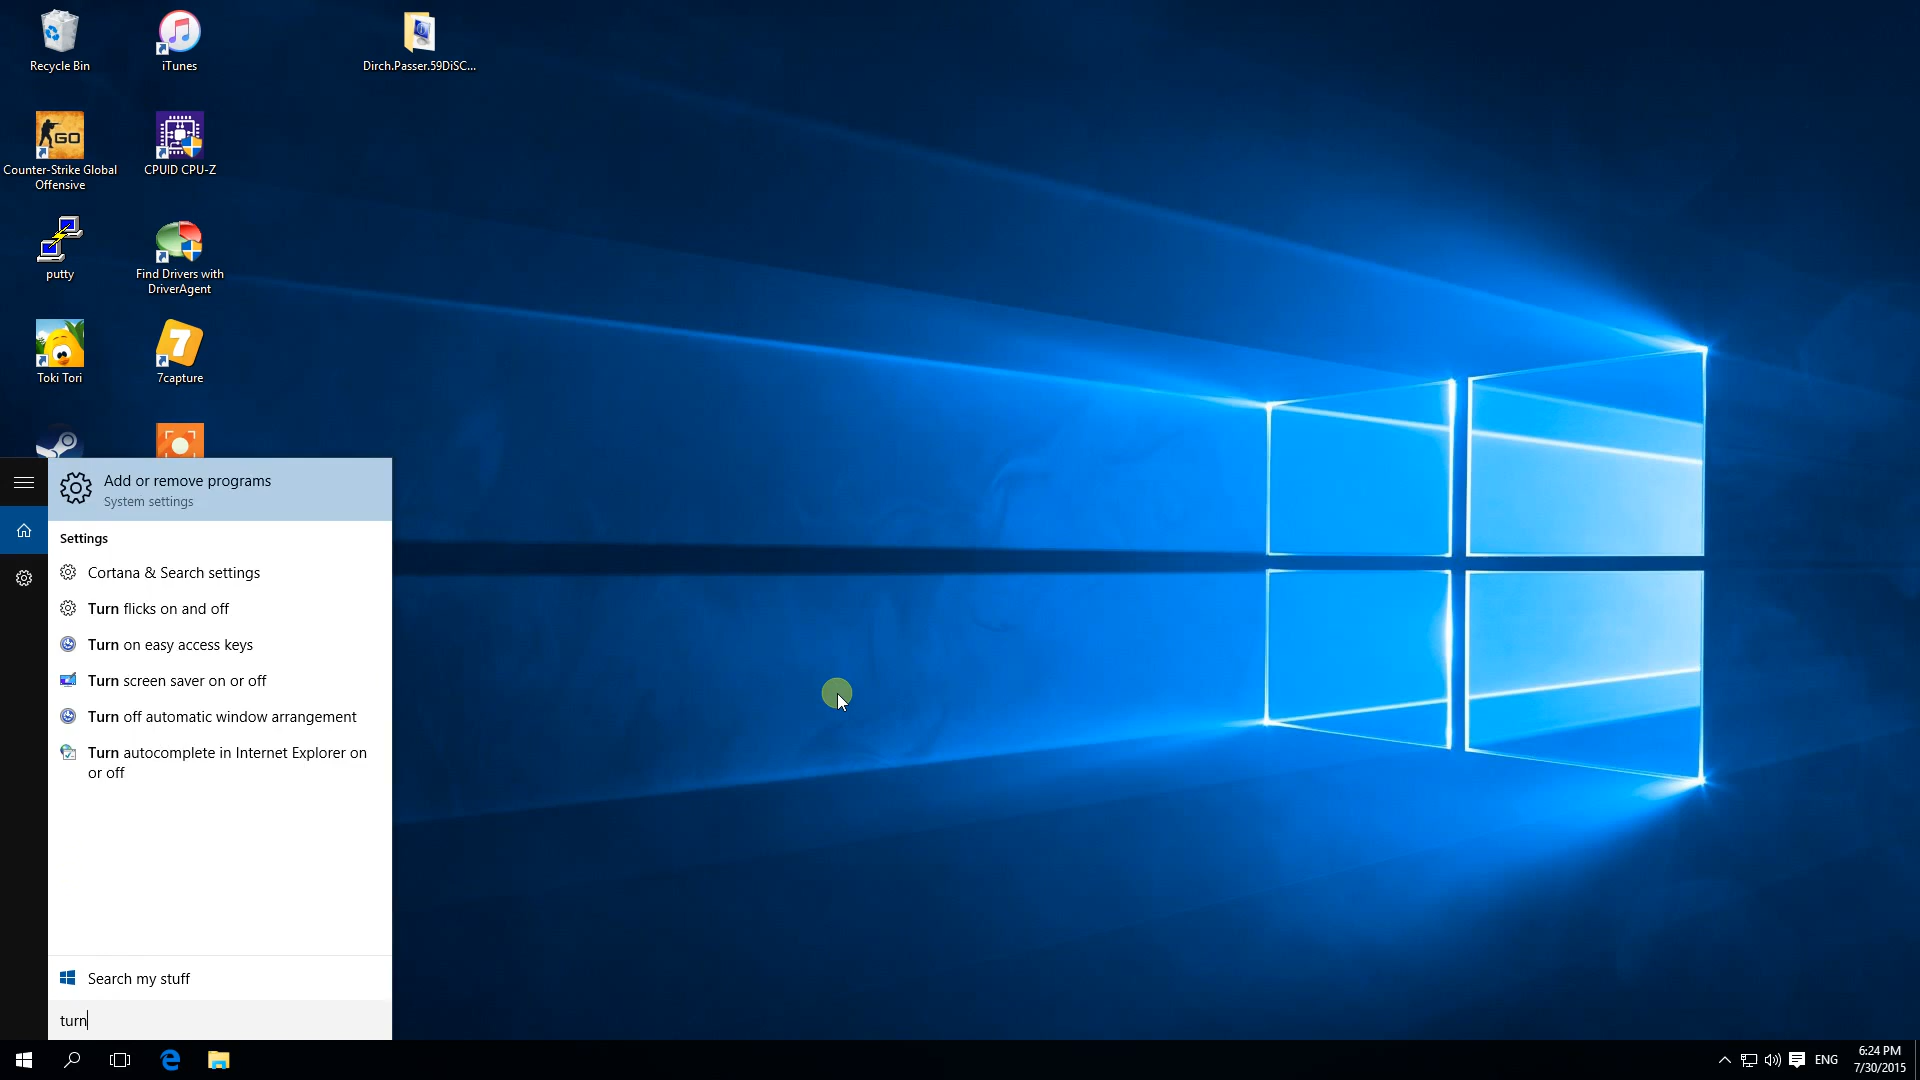 Recycle Bin
iTunes
Dirch.Passer.59DiSC...
GO
Counter-Strike Global
Offensive
CPUID CPU-Z
putty
Find Drivers with
DriverAgent
Toki Tori
7
7capture
Add or remove programs
System settings
Settings
Cortana & Search settings
Turn flicks on and off
Turn on easy access keys
Turn screen saver on or off
Turn off automatic window arrangement
Turn autocomplete in Internet Explorer on
or off
Search my stuff
turn
ENG
6:24 PM
7/30/2015